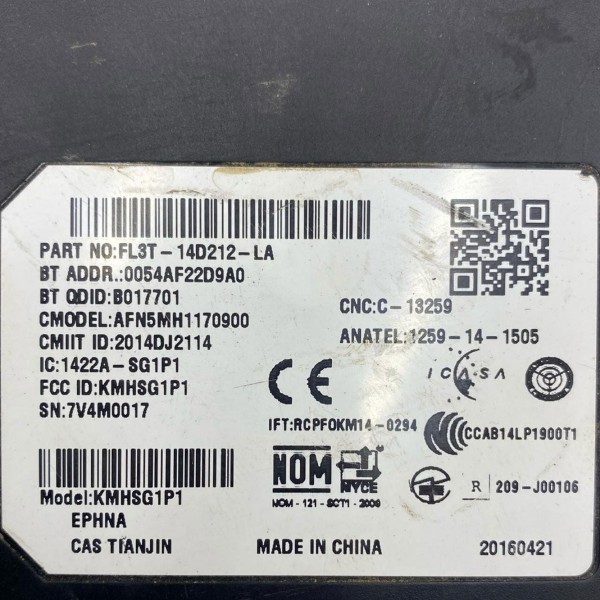 PART NO:FL3T-14D212-LA
BT ADDR.:0054AF22D9A0
BT QDID:B017701
CMODEL:AFN5MH1170900
CMIIT ID:2014DJ2114
IC:1422A-SG1P1
FCC ID:KMHSG1P1
SN:7V4M0017
CNC:C-13259
ANATEL:1259-14-1505
CE
ICASA
IFT:RCPFOKM14-0294
CCAB14LP1900T1
NOM
NYCE
NOM-121-SCT1-2009
R 209-J00106
Model:KMHSG1P1
EPHNA
CAS TIANJIN
MADE IN CHINA
20160421